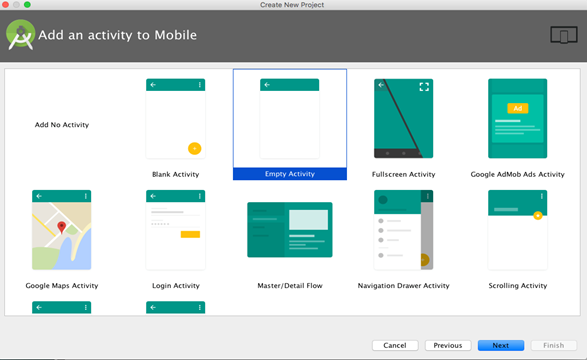 Create New Project
Add an activity to Mobile
Ad
Add No Activity
Blank Activity
Empty Activity
Fullscreen Activity
Google AdMob Ads Activity
Google Maps Activity
Login Activity
Master/Detail Flow
Navigation Drawer Activity
Scrolling Activity
Cancel
Previous
Next
Finish